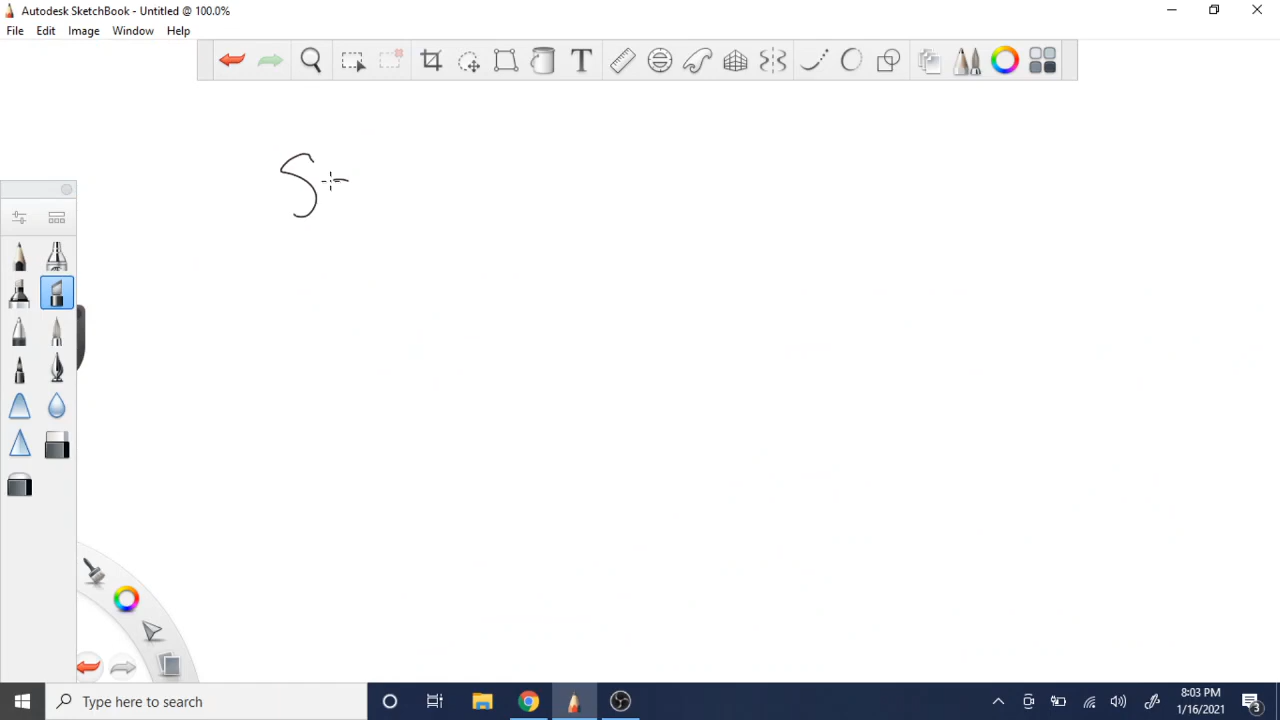 Autodesk SketchBook - Untitled @ 100.0%
File Edit Image Window Help
T
S-
Type here to search
8:03 PM
1/16/2021
3